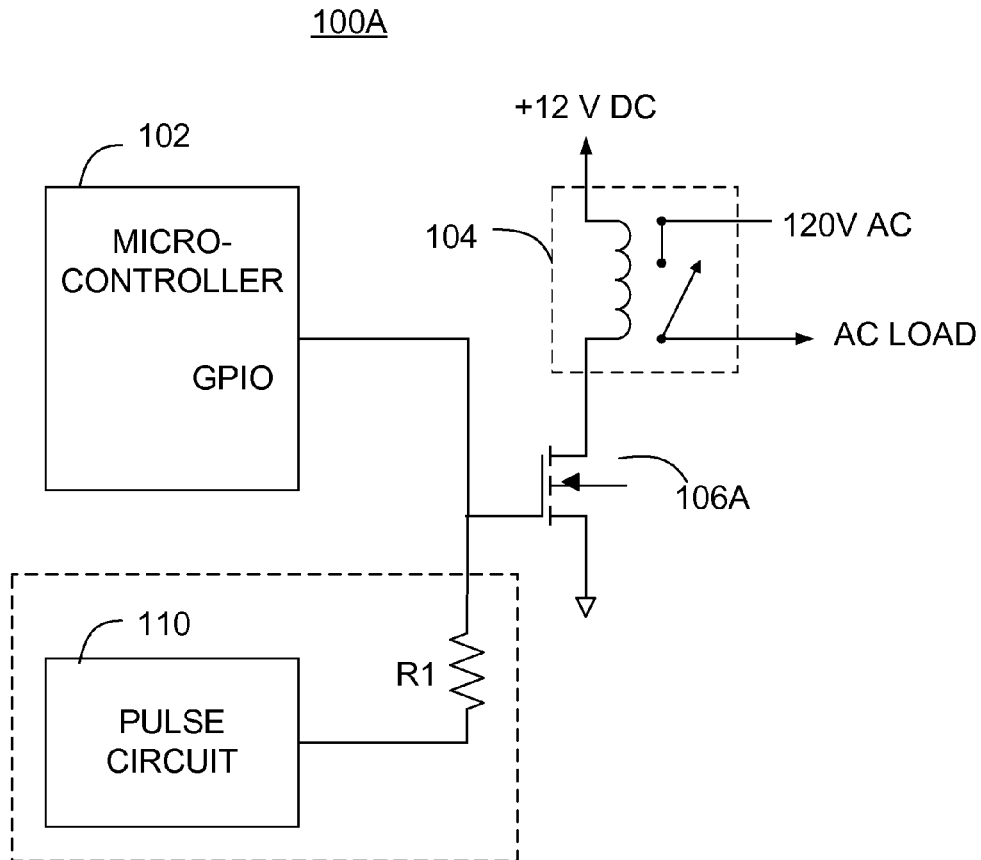 100A
+12 V DC
102
MICRO-
CONTROLLER
GPIO
104
120V AC
AC LOAD
106A
110
R1
PULSE
CIRCUIT